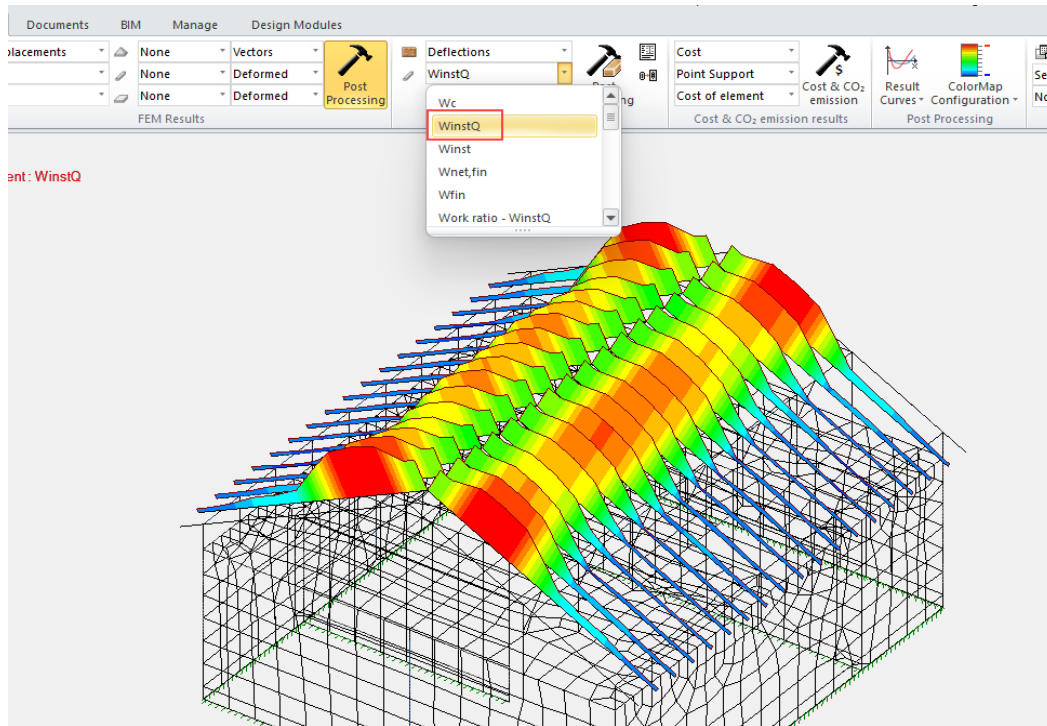 Documents BIM Manage Design Modules
None Vectors Deflections Cost
None Deformed WinstQ Point Support
None Deformed Cost of element
Post
Processing
Cost & CO₂
emission
Result
Curves
ColorMap
Configuration
FEM Results Cost & CO₂ emission results Post Processing
Wc
WinstQ
Winst
Wnet,fin
Wfin
Work ratio - WinstQ
: WinstQ